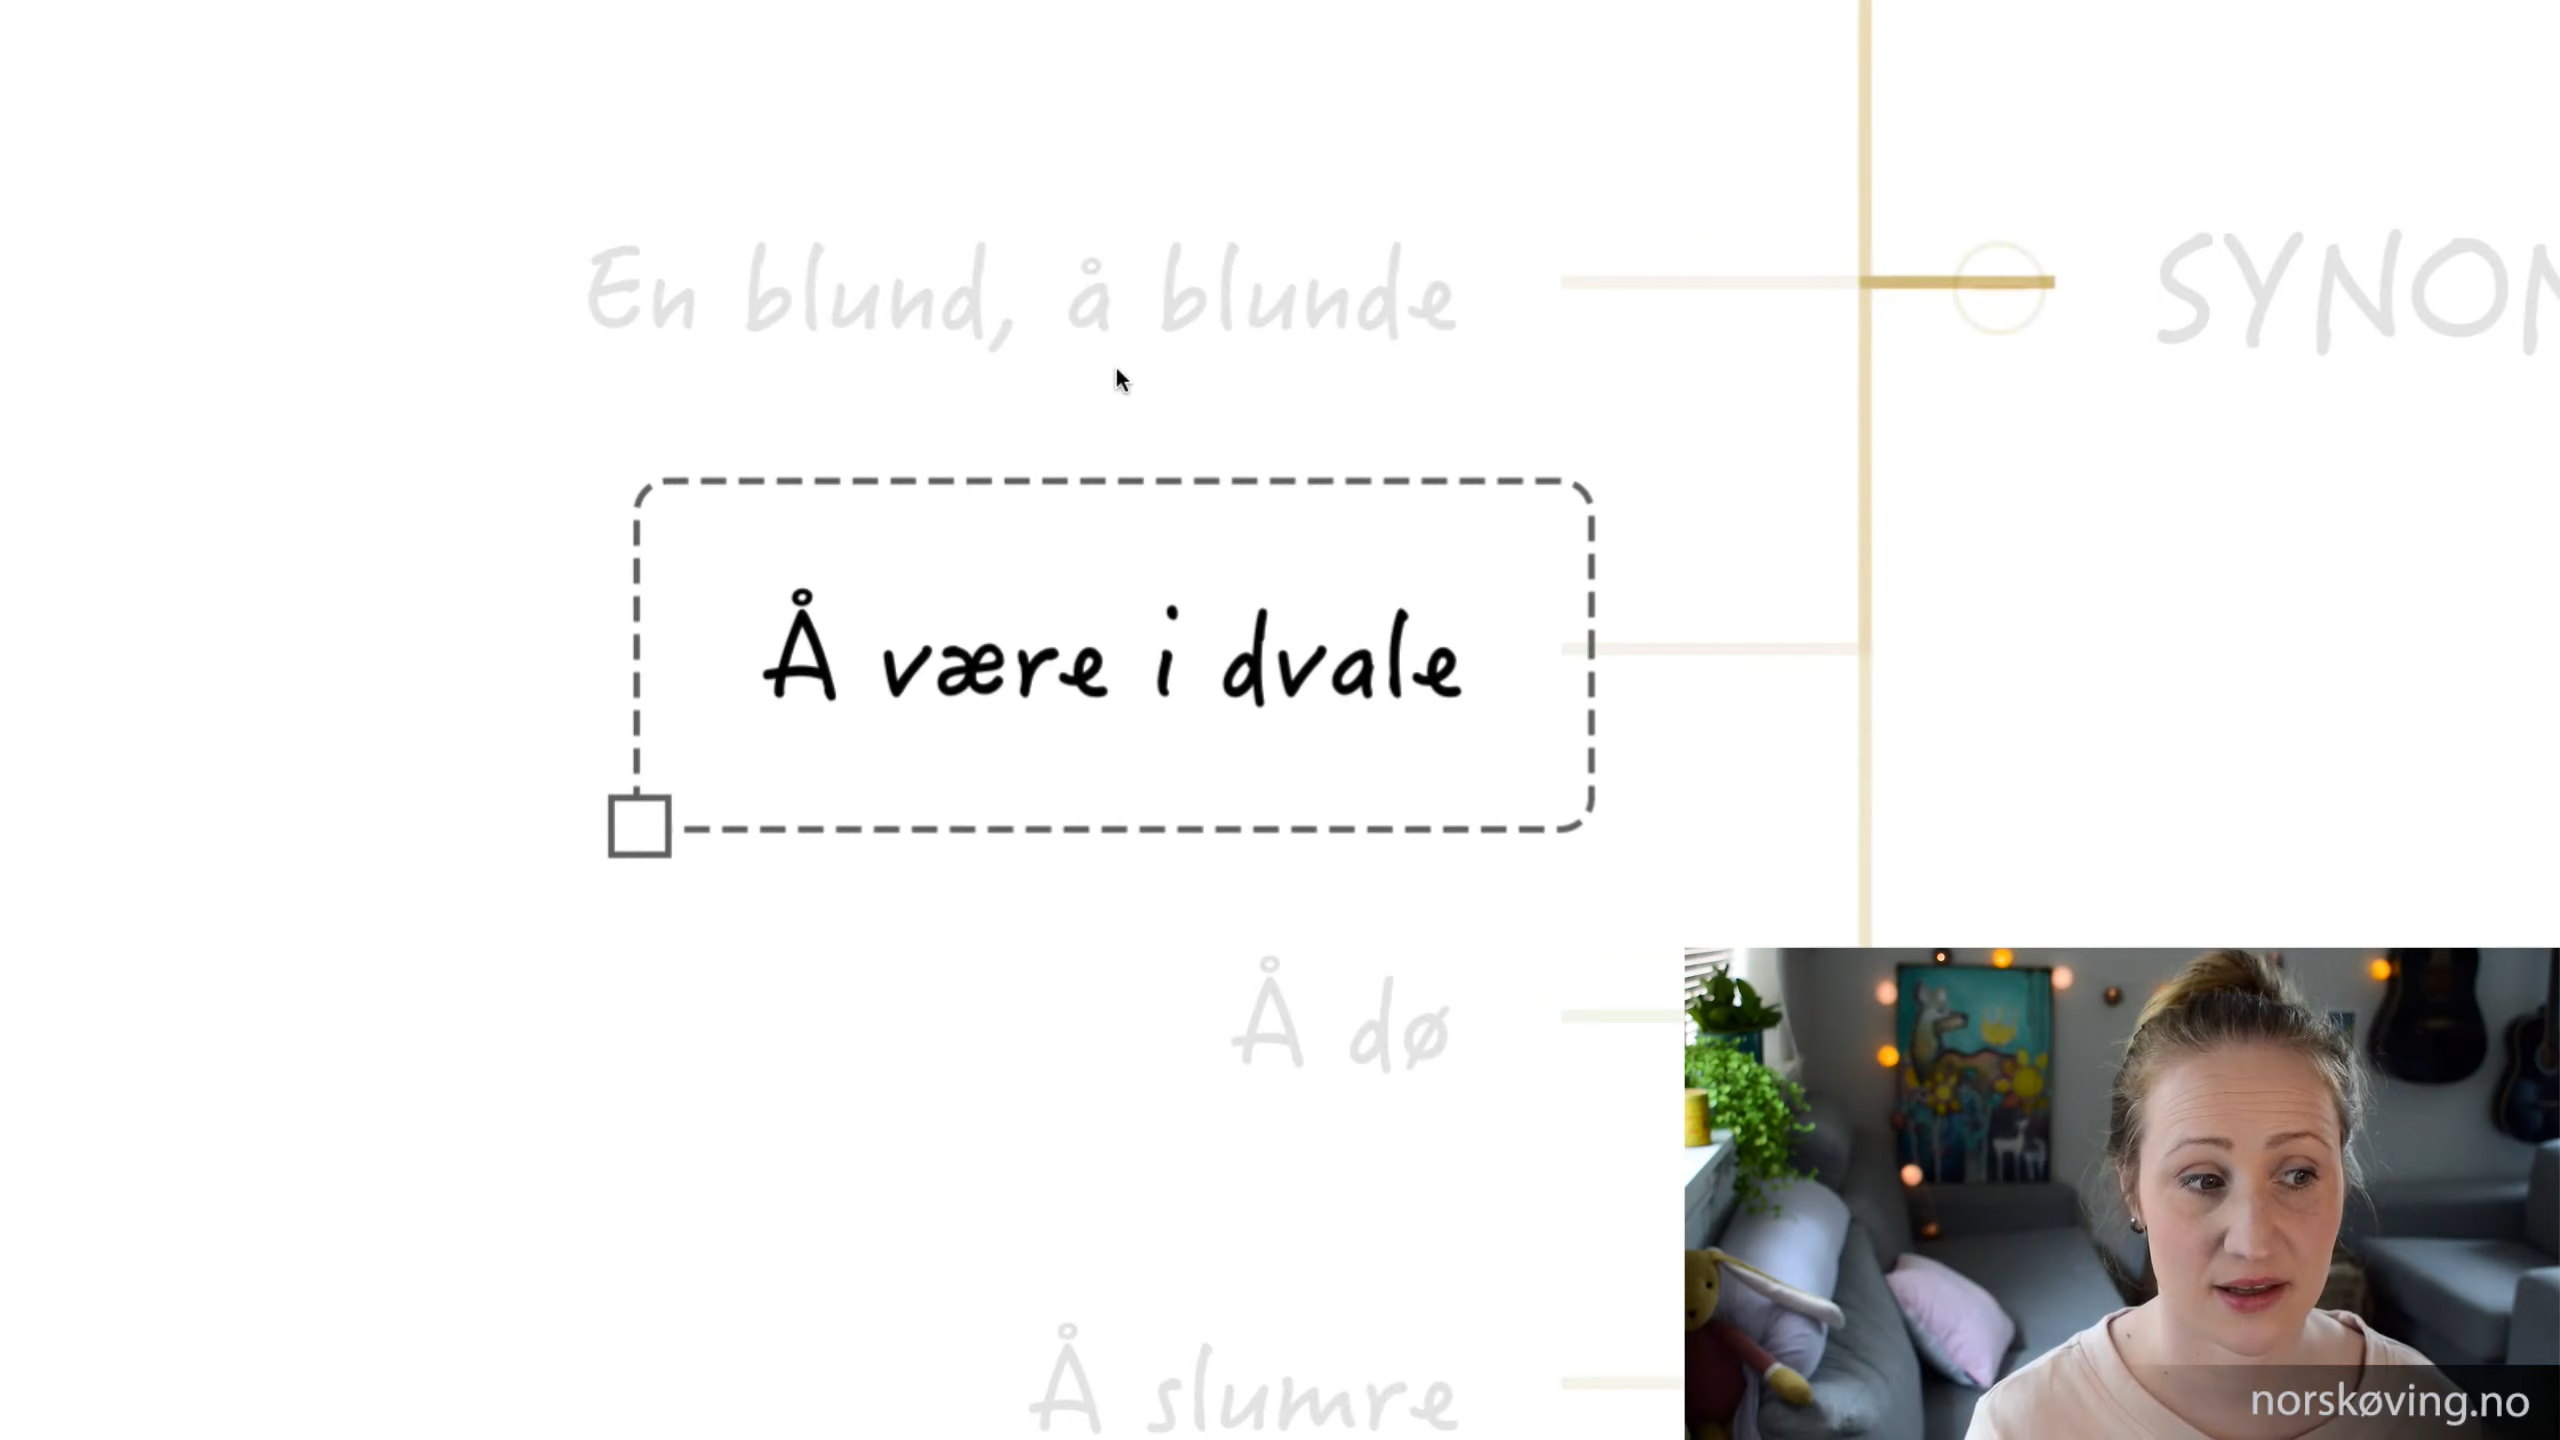 En blund, å blunde
SYNON
Å være i dvale
Å dø
Å slumre
norskøving.no